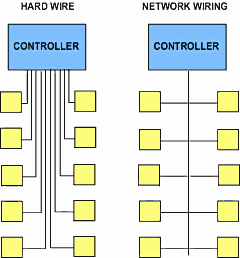 HARD WIRE
NETWORK WIRING
CONTROLLER
CONTROLLER